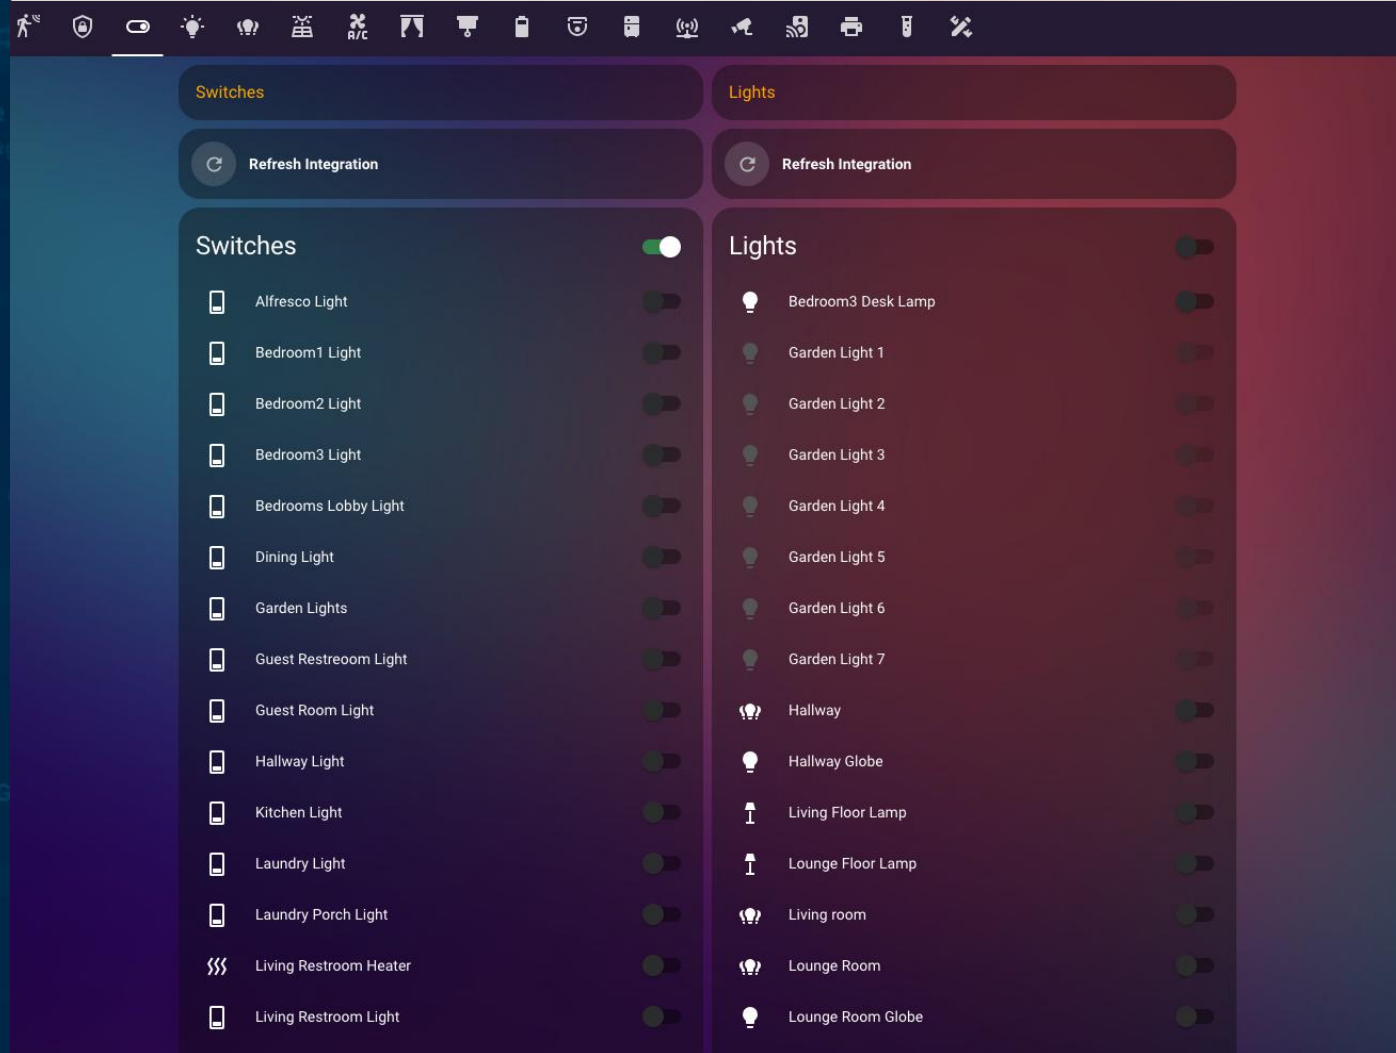 A/C
Switches
Refresh Integration
Switches
Alfresco Light
Bedroom1 Light
Bedroom2 Light
Bedroom3 Light
Bedrooms Lobby Light
Dining Light
Garden Lights
Guest Restreoom Light
Guest Room Light
Hallway Light
Kitchen Light
Laundry Light
Laundry Porch Light
Living Restroom Heater
Living Restroom Light
Lights
Refresh Integration
Lights
Bedroom3 Desk Lamp
Garden Light 1
Garden Light 2
Garden Light 3
Garden Light 4
Garden Light 5
Garden Light 6
Garden Light 7
Hallway
Hallway Globe
Living Floor Lamp
Lounge Floor Lamp
Living room
Lounge Room
Lounge Room Globe